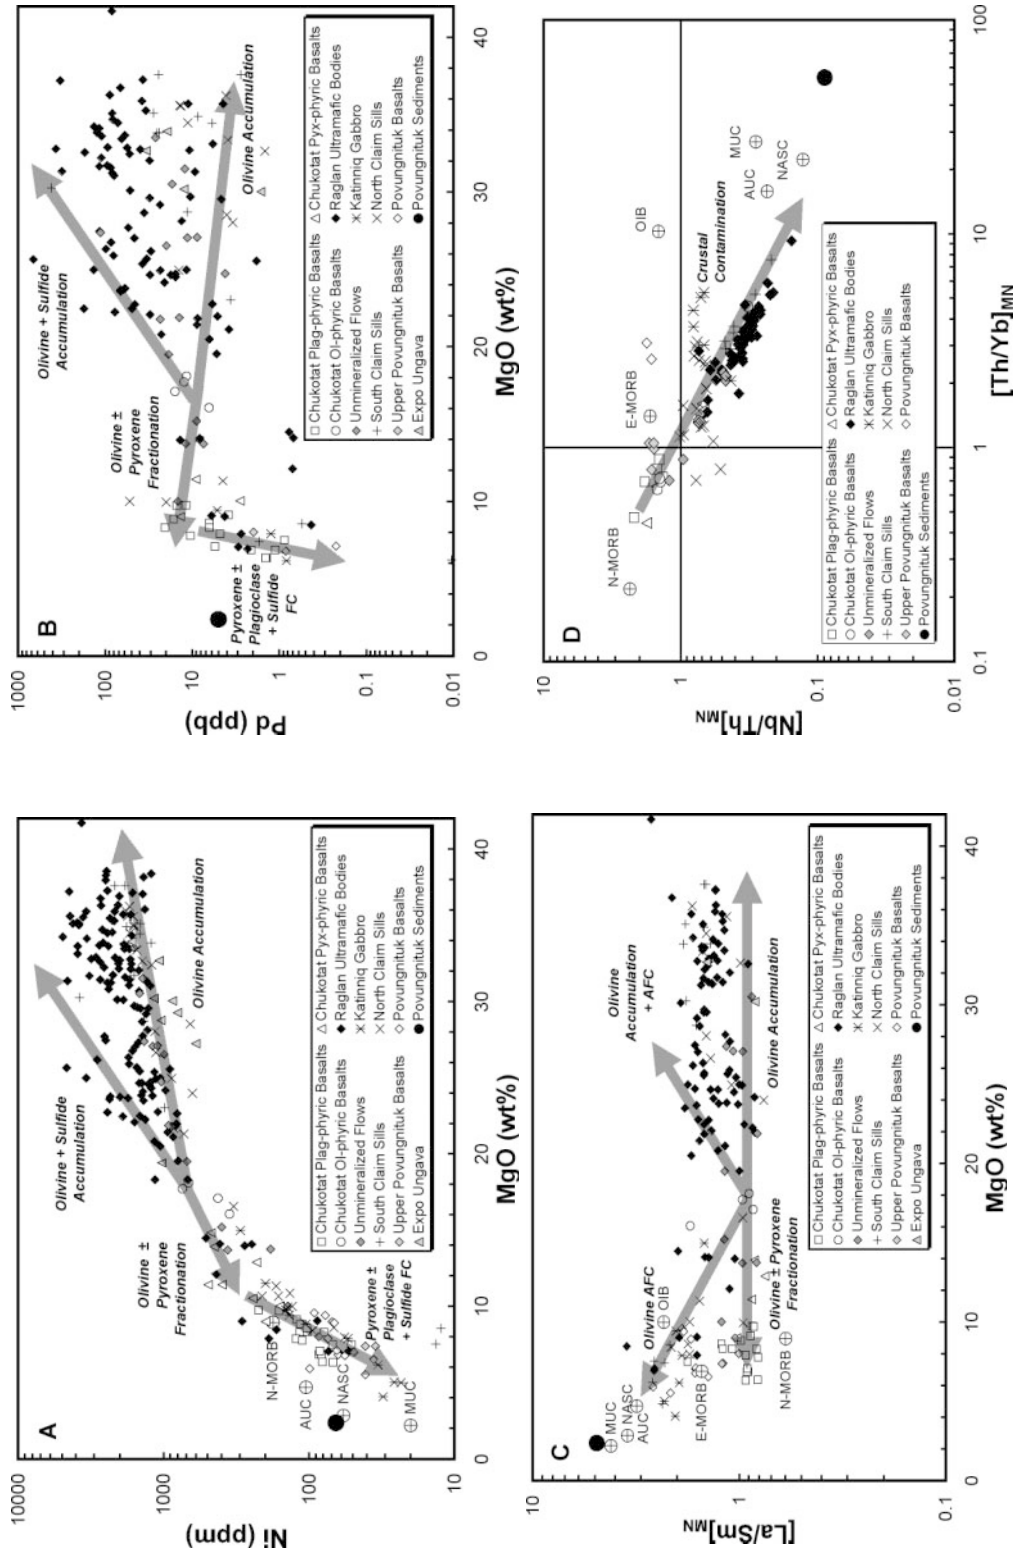 A
Ni (ppm)
10000
1000
100
10
0
10
20
30
40
MgO (wt%)
Olivine + Sulfide
Accumulation
Olivine Accumulation
Olivine ±
Pyroxene
Fractionation
Pyroxene ±
Plagioclase
+ Sulfide FC
N-MORB
AUC
NASC
MUC
□ Chukotat Plag-phyric Basalts △ Chukotat Pyx-phyric Basalts
○ Chukotat Ol-phyric Basalts ◆ Raglan Ultramafic Bodies
Unmineralized Flows Katinniq Gabbro
+ South Claim Sills × North Claim Sills
Upper Povungnituk Basalts ◇ Povungnituk Basalts
Expo Ungava ● Povungnituk Sediments
B
Pd (ppb)
1000
100
10
1
0.1
0.01
0
10
20
30
40
MgO (wt%)
Olivine + Sulfide
Accumulation
Olivine Accumulation
Olivine ±
Pyroxene
Fractionation
Pyroxene ±
Plagioclase
+ Sulfide
FC
□ Chukotat Plag-phyric Basalts △ Chukotat Pyx-phyric Basalts
○ Chukotat Ol-phyric Basalts ◆ Raglan Ultramafic Bodies
Unmineralized Flows Katinniq Gabbro
+ South Claim Sills × North Claim Sills
Upper Povungnituk Basalts ◇ Povungnituk Basalts
Expo Ungava ● Povungnituk Sediments
C
[La/Sm]MN
10
1
0.1
0
10
20
30
40
MgO (wt%)
Olivine
Accumulation
+ AFC
Olivine AFC
Olivine Accumulation
Olivine ± Pyroxene
Fractionation
MUC
NASC
AUC
OIB
E-MORB
N-MORB
□ Chukotat Plag-phyric Basalts △ Chukotat Pyx-phyric Basalts
○ Chukotat Ol-phyric Basalts ◆ Raglan Ultramafic Bodies
Unmineralized Flows Katinniq Gabbro
+ South Claim Sills × North Claim Sills
Upper Povungnituk Basalts ◇ Povungnituk Basalts
Expo Ungava ● Povungnituk Sediments
D
[Nb/Th]MN
10
1
0.1
0.01
0.1
1
10
100
[Th/Yb]MN
N-MORB
E-MORB
OIB
Crustal
Contamination
AUC
MUC
NASC
□ Chukotat Plag-phyric Basalts △ Chukotat Pyx-phyric Basalts
○ Chukotat Ol-phyric Basalts ◆ Raglan Ultramafic Bodies
Unmineralized Flows Katinniq Gabbro
+ South Claim Sills × North Claim Sills
Upper Povungnituk Basalts ◇ Povungnituk Basalts
● Povungnituk Sediments